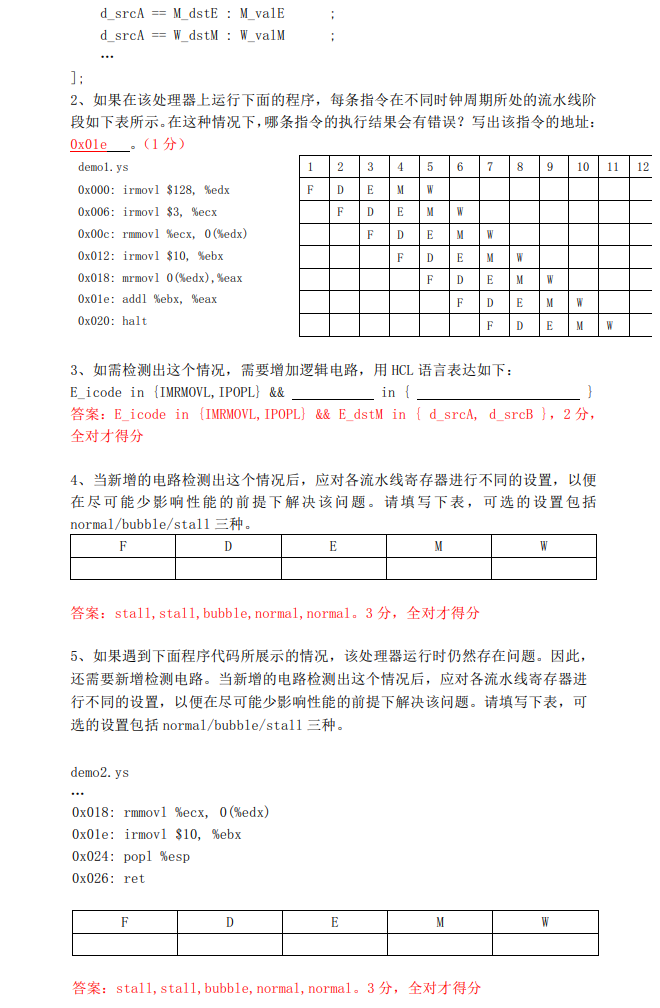 d_srcA == M_dstE : M_valE ;
d_srcA == W_dstM : W_valM ;
…
];
2、如果在该处理器上运行下面的程序，每条指令在不同时钟周期所处的流水线阶
段如下表所示。在这种情况下，哪条指令的执行结果会有错误？写出该指令的地址：
0x01e 。（1 分）
demo1.ys 1 2 3 4 5 6 7 8 9 10 11 12
0x000: irmovl $128, %edx F D E M W
0x006: irmovl $3, %ecx F D E M W
0x00c: rmmovl %ecx, 0(%edx) F D E M W
0x012: irmovl $10, %ebx F D E M W
0x018: mrmovl 0(%edx),%eax F D E M W
0x01e: addl %ebx, %eax F D E M W
0x020: halt F D E M W
3、如需检测出这个情况，需要增加逻辑电路，用 HCL 语言表达如下：
E_icode in {IMRMOVL,IPOPL} && ________ in { ________ }
答案：E_icode in {IMRMOVL,IPOPL} && E_dstM in { d_srcA, d_srcB }，2 分，
全对才得分
4、当新增的电路检测出这个情况后，应对各流水线寄存器进行不同的设置，以便
在尽可能少影响性能的前提下解决该问题。请填写下表，可选的设置包括
normal/bubble/stall 三种。
F D E M W
答案：stall,stall,bubble,normal,normal。3 分，全对才得分
5、如果遇到下面程序代码所展示的情况，该处理器运行时仍然存在问题。因此，
还需要新增检测电路。当新增的电路检测出这个情况后，应对各流水线寄存器进
行不同的设置，以便在尽可能少影响性能的前提下解决该问题。请填写下表，可
选的设置包括 normal/bubble/stall 三种。
demo2.ys
…
0x018: rmmovl %ecx, 0(%edx)
0x01e: irmovl $10, %ebx
0x024: popl %esp
0x026: ret
F D E M W
答案：stall,stall,bubble,normal,normal。3 分，全对才得分